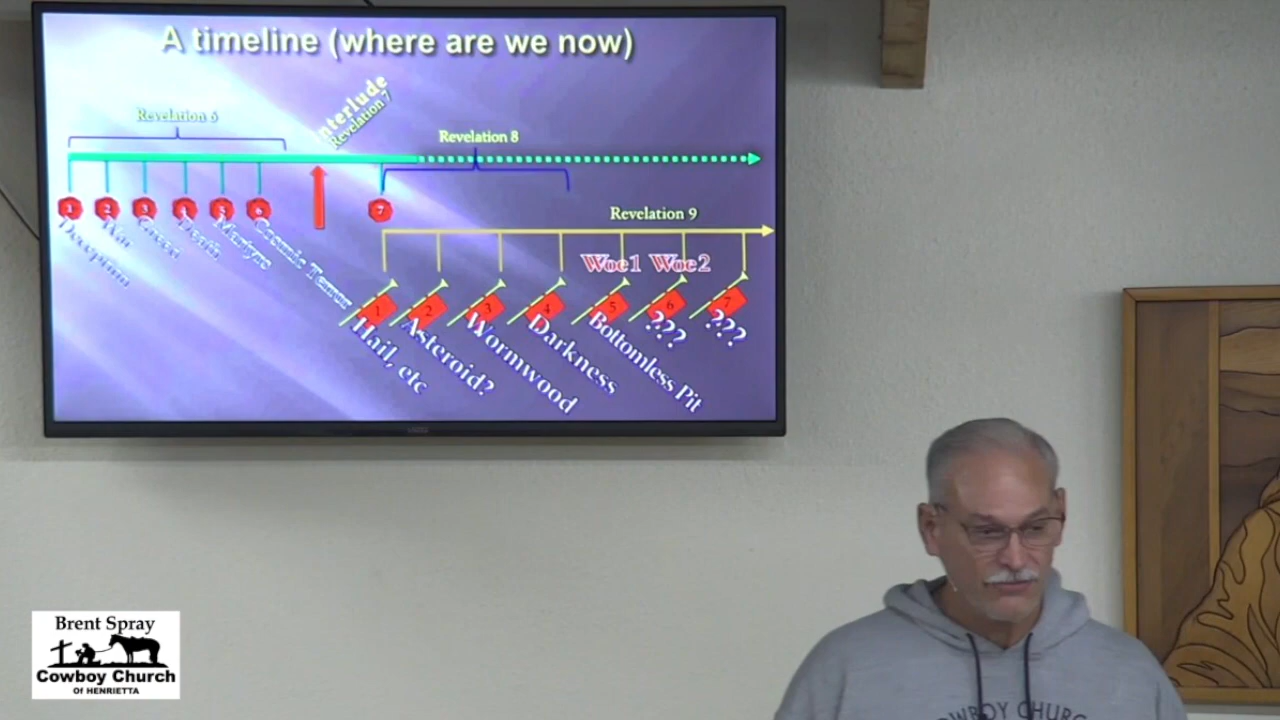 A timeline (where are we now)
Interlude
Revelation 7
Revelation 6
Revelation 8
1
2
3
4
5
6
7
Deception
War
Greed
Death
Martyrs
Cosmic Terror
Revelation 9
Woe 1
Woe 2
1
2
3
4
5
6
7
Hail, etc
Asteroid?
Wormwood
Darkness
Bottomless Pit
???
???
Brent Spray
Cowboy Church
OF HENRIETTA
COWBOY CHURC